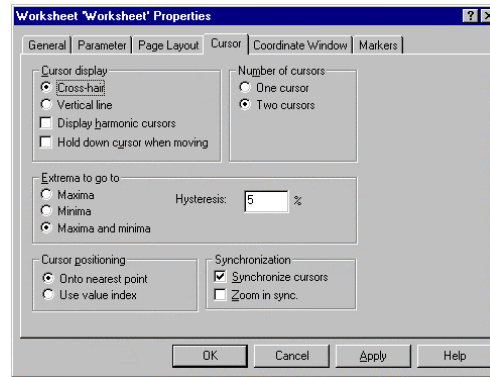 Worksheet 'Worksheet' Properties
General Parameter Page Layout Cursor Coordinate Window Markers
Cursor display
Cross-hair
Vertical line
Display harmonic cursors
Hold down cursor when moving
Number of cursors
One cursor
Two cursors
Extrema to go to
Maxima
Minima
Maxima and minima
Hysteresis: 5 %
Cursor positioning
Onto nearest point
Use value index
Synchronization
Synchronize cursors
Zoom in sync.
OK Cancel Apply Help